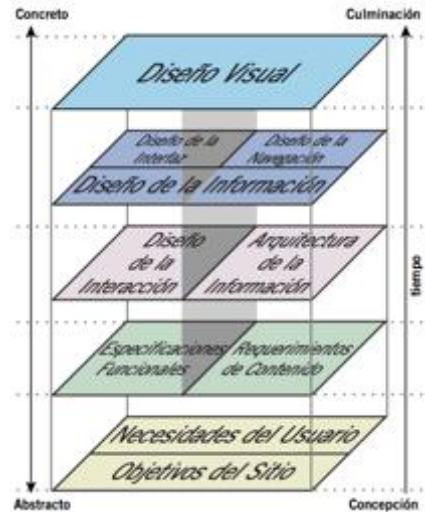 Concreto
Culminación
Diseño Visual
Diseño de la
Interfaz
Diseño de la
Navegación
Diseño de la Información
Diseño
de la
Interacción
Arquitectura
de la
Información
tiempo
Especificaciones
Funcionales
Requerimientos
de Contenido
Necesidades del Usuario
Objetivos del Sitio
Abstracto
Concepción